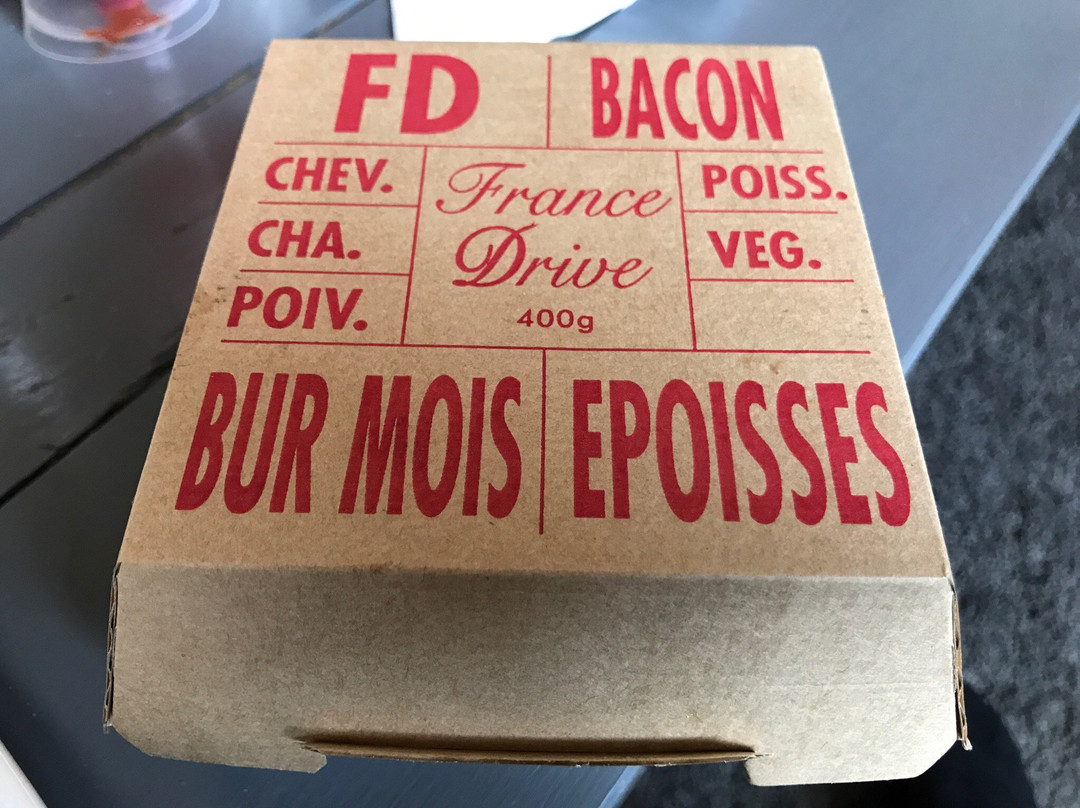 FD
BACON
CHEV.
CHA.
POIV.
France
Drive
400g
POISS.
VEG.
BUR MOIS
EPOISSES